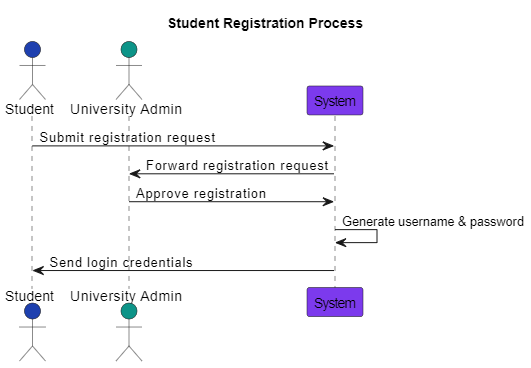 Student Registration Process
Student
University Admin
System
Submit registration request
Forward registration request
Approve registration
Generate username & password
Send login credentials
Student
University Admin
System